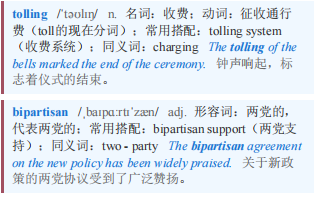 tolling /ˈtəʊlɪŋ/ n. 名词：收费；动词：征收通行
费（toll的现在分词）；常用搭配：tolling system
（收费系统）；同义词：charging The tolling of the
bells marked the end of the ceremony. 钟声响起，标
志着仪式的结束。
bipartisan /ˌbaɪpɑːrtɪˈzæn/ adj. 形容词：两党的，
代表两党的；常用搭配：bipartisan support（两党支
持）；同义词：two - party The bipartisan agreement
on the new policy has been widely praised. 关于新政
策的两党协议受到了广泛赞扬。